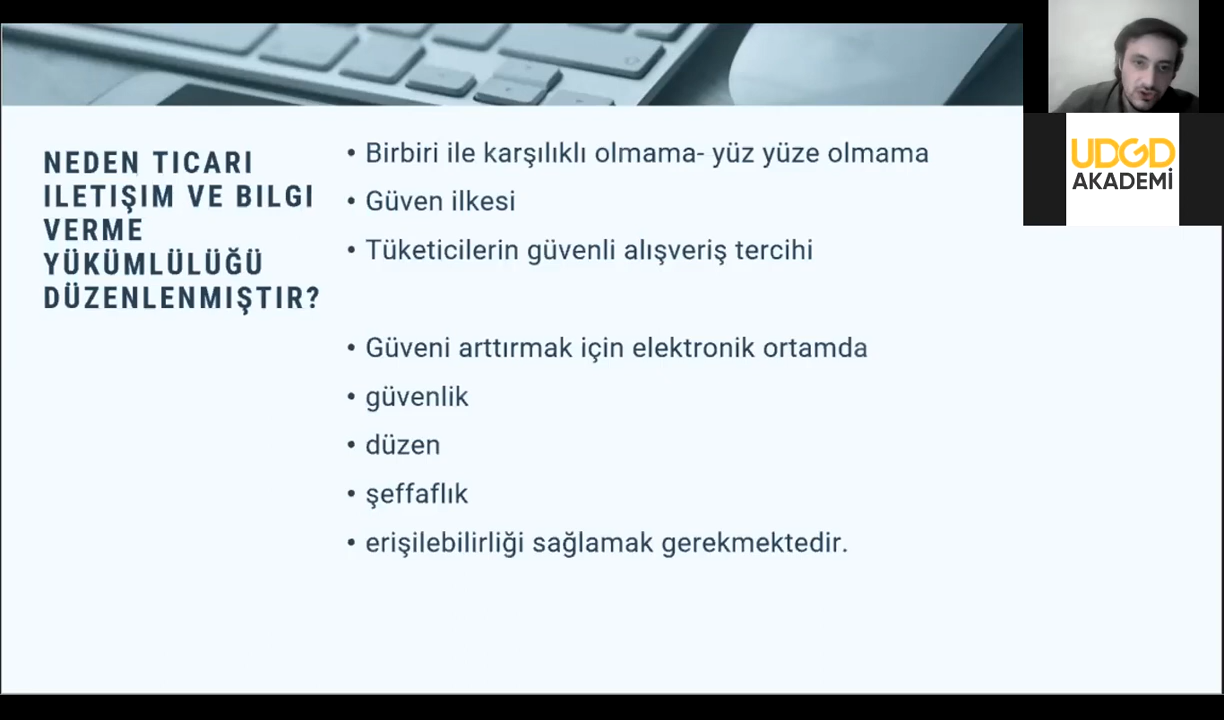 NEDEN TICARI
ILETIŞIM VE BILGI
VERME
YÜKÜMLÜLÜĞÜ
DÜZENLENMIŞTIR?
• Birbiri ile karşılıklı olmama- yüz yüze olmama
• Güven ilkesi
• Tüketicilerin güvenli alışveriş tercihi
• Güveni arttırmak için elektronik ortamda
• güvenlik
• düzen
• şeffaflık
• erişilebilirliği sağlamak gerekmektedir.
UDGD
AKADEMİ